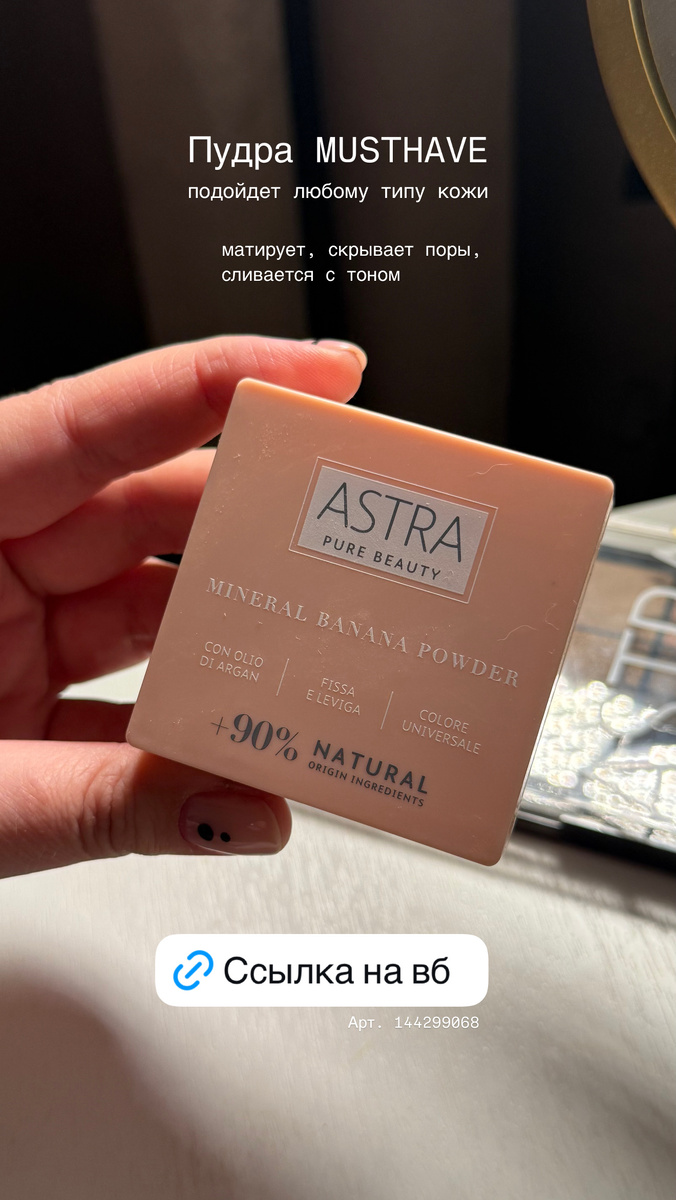 Пудра MUSTHAVE
подойдет любому типу кожи
матирует, скрывает поры,
сливается с тоном
ASTRA
PURE BEAUTY
MINERAL BANANA POWDER
CON OLIO
DI ARGAN
FISSA
E LEVIGA
COLORE
UNIVERSALE
+90% NATURAL
ORIGIN INGREDIENTS
Ссылка на вб
Арт. 144299068